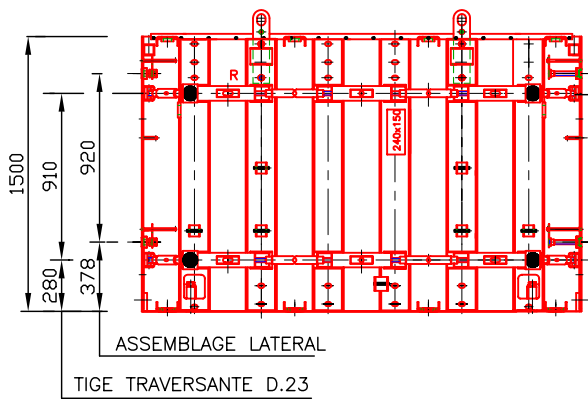 R
240x150
1500
910
920
280
378
ASSEMBLAGE LATERAL
TIGE TRAVERSANTE D.23